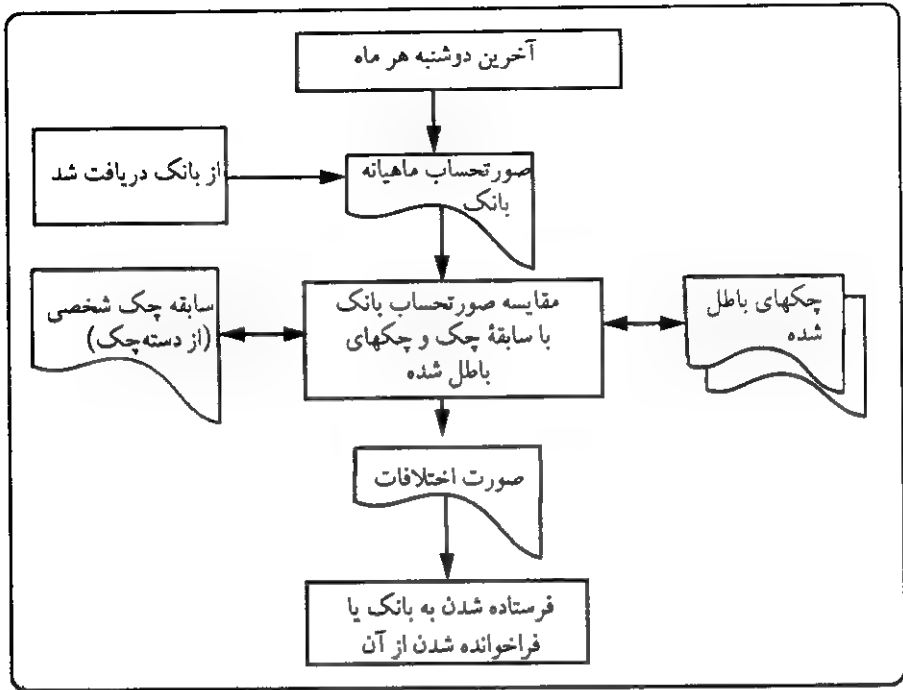 آخرین دوشنبه هر ماه
از بانک دریافت شد
صورتحساب ماهیانه
بانک
سابقه چک شخصی
(از دسته‌چک)
مقایسه صورتحساب بانک
با سابقهٔ چک و چکهای
باطل شده
چکهای باطل
شده
صورت اختلافات
فرستاده شدن به بانک یا
فراخوانده شدن از آن